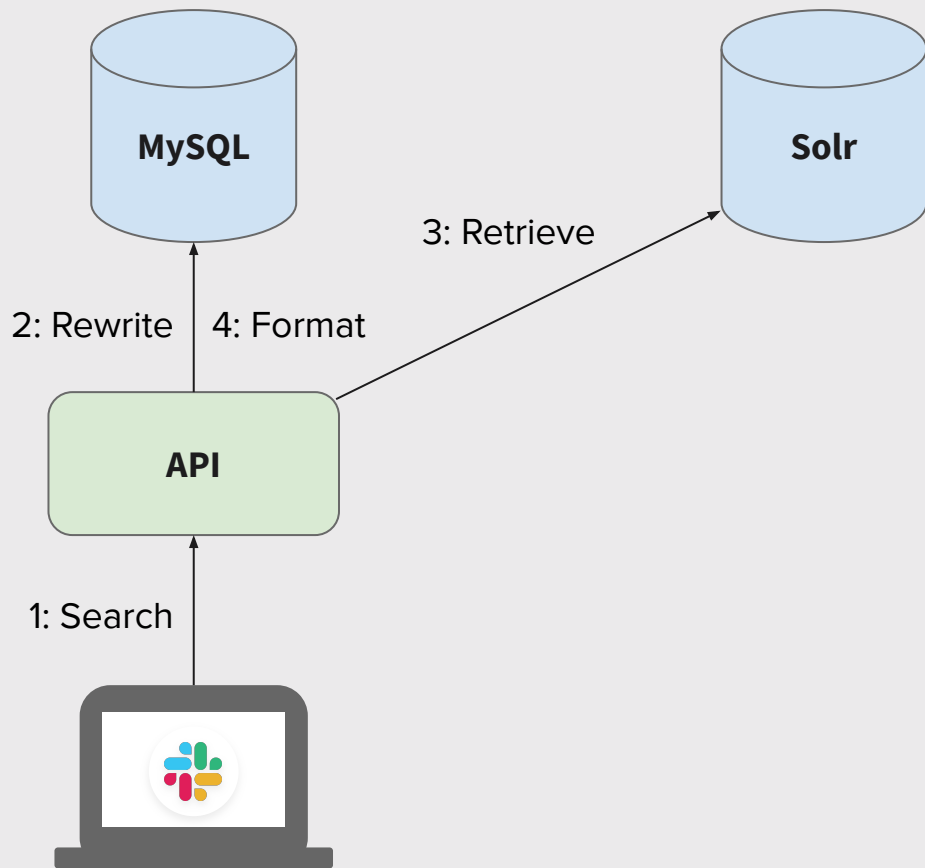 MySQL
Solr
3: Retrieve
2: Rewrite
4: Format
API
1: Search